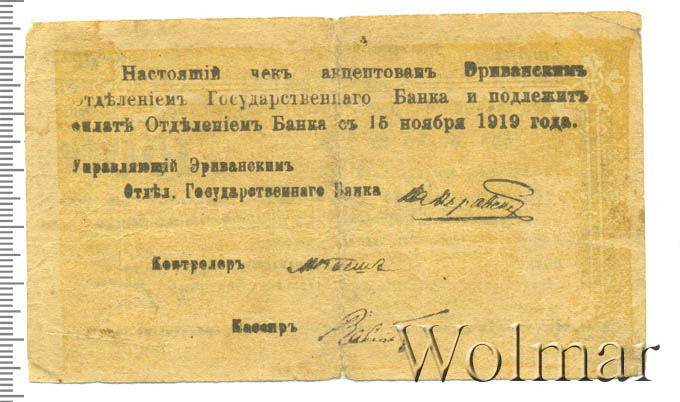 Настоящій чекъ акцептованъ Эриванскимъ
Отдѣленіемъ Государственнаго Банка и подлежитъ
оплатѣ Отдѣленіемъ Банка съ 15 ноября 1919 года.
Управляющій Эриванскимъ
Отдѣл. Государственнаго Банка
Контролеръ
Кассиръ
Wolmar